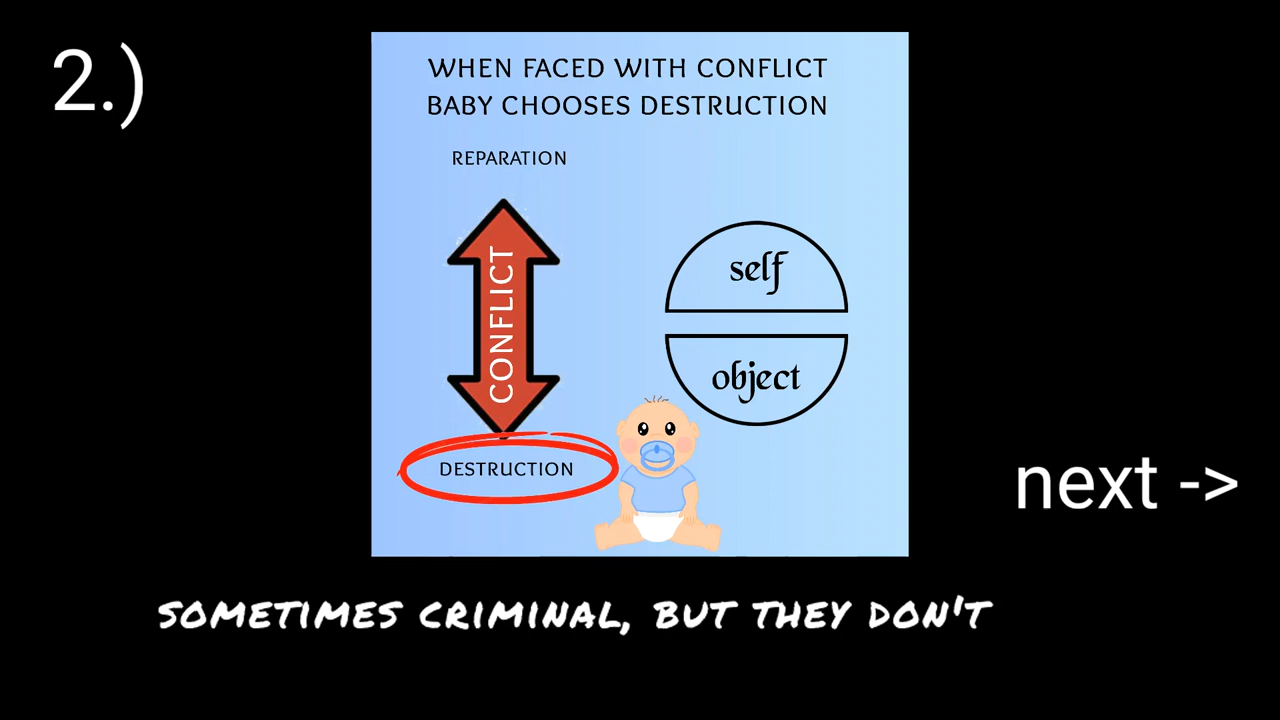 2.)
WHEN FACED WITH CONFLICT
BABY CHOOSES DESTRUCTION
REPARATION
CONFLICT
self
object
DESTRUCTION
next ->
SOMETIMES CRIMINAL, BUT THEY DON'T